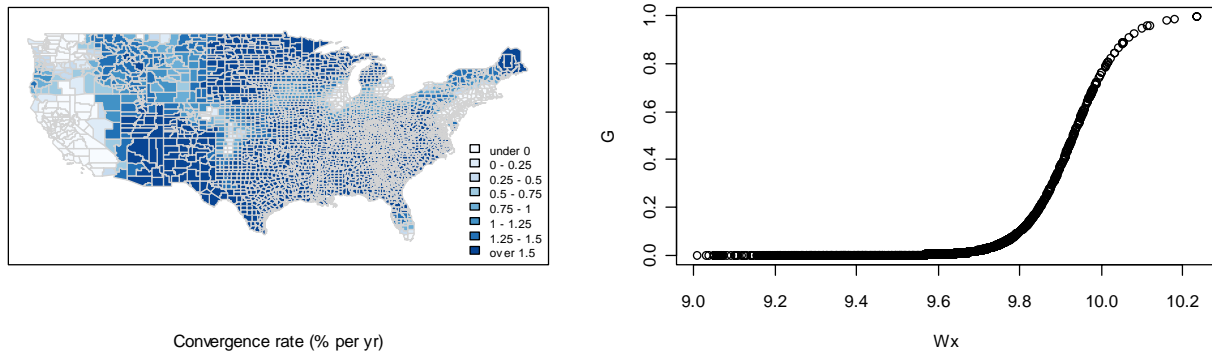 under 0
0 - 0.25
0.25 - 0.5
0.5 - 0.75
0.75 - 1
1 - 1.25
1.25 - 1.5
over 1.5
Convergence rate (% per yr)
G
1.0
0.8
0.6
0.4
0.2
0.0
9.0 9.2 9.4 9.6 9.8 10.0 10.2
Wx